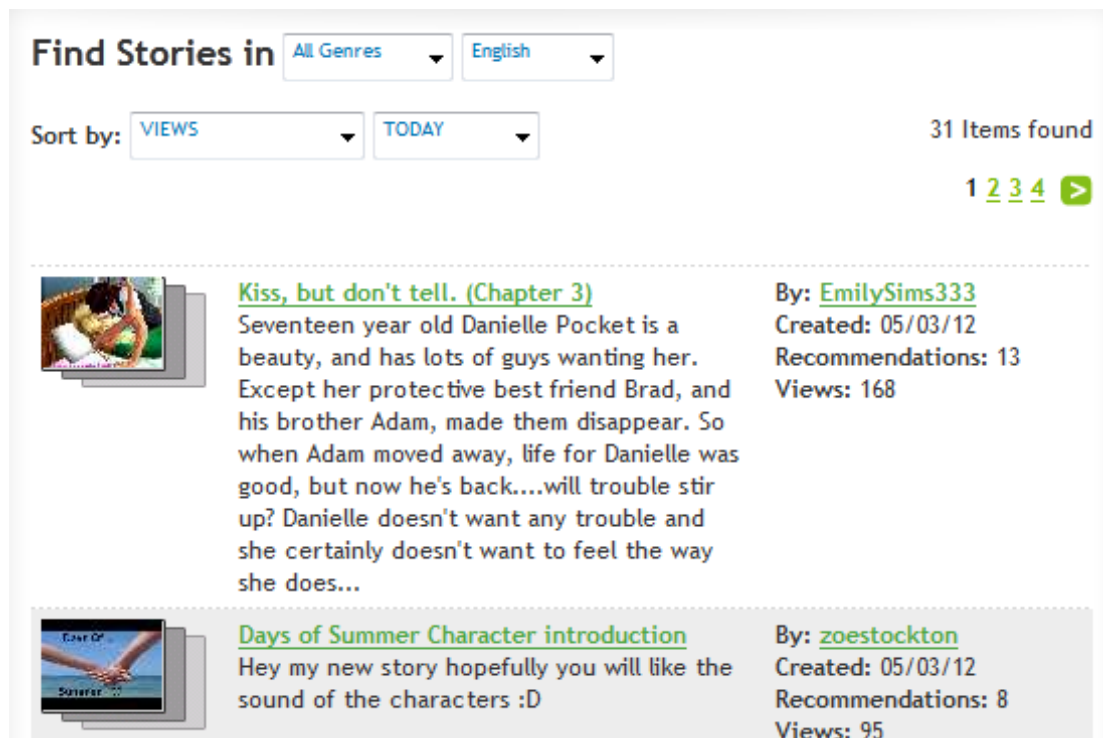 Find Stories in All Genres English
Sort by: VIEWS TODAY 31 Items found
1 2 3 4 >
Kiss, but don't tell. (Chapter 3)
Seventeen year old Danielle Pocket is a
beauty, and has lots of guys wanting her.
Except her protective best friend Brad, and
his brother Adam, made them disappear. So
when Adam moved away, life for Danielle was
good, but now he's back....will trouble stir
up? Danielle doesn't want any trouble and
she certainly doesn't want to feel the way
she does...
By: EmilySims333
Created: 05/03/12
Recommendations: 13
Views: 168
Days Of
Summer
Days of Summer Character introduction
Hey my new story hopefully you will like the
sound of the characters :D
By: zoestockton
Created: 05/03/12
Recommendations: 8
Views: 95